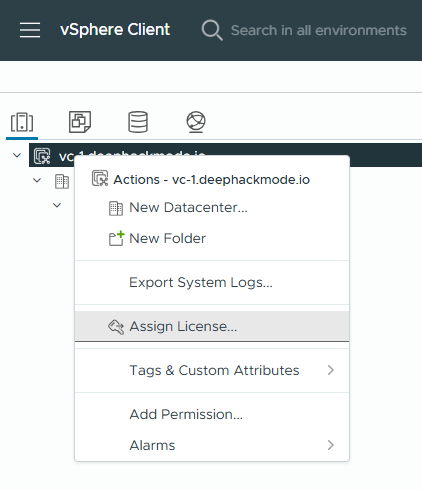 vSphere Client
Search in all environments
vc-1.deephackmode.io
Actions - vc-1.deephackmode.io
New Datacenter...
New Folder
Export System Logs...
Assign License...
Tags & Custom Attributes
Add Permission...
Alarms